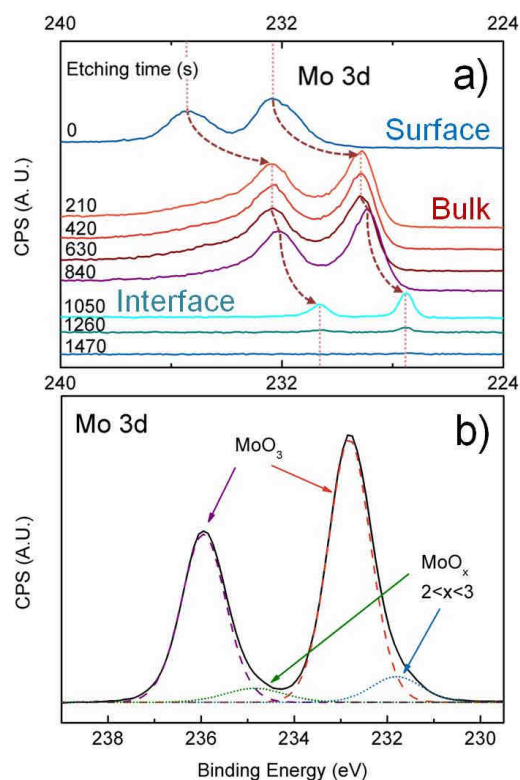 240 232 224
Etching time (s) Mo 3d a)
0 Surface
210 Bulk
420
630
840
1050 Interface
1260
1470
CPS (A. U.)
240 232 224
Mo 3d b)
MoO₃
MoOₓ
2<x<3
CPS (A.U.)
238 236 234 232 230
Binding Energy (eV)